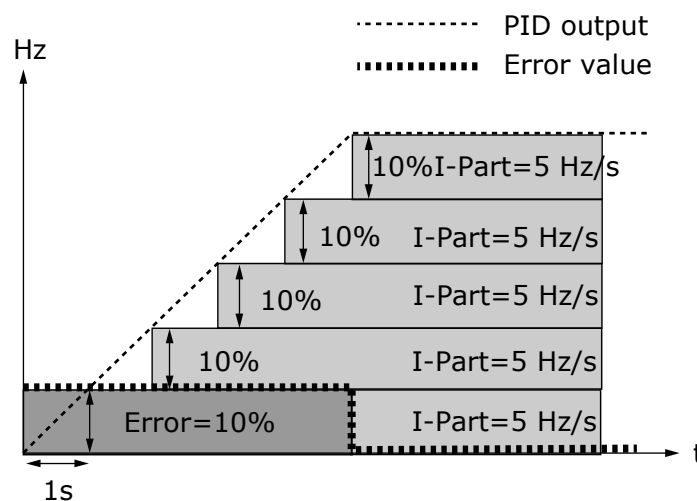 PID output
Hz
Error value
10%I-Part=5 Hz/s
10% I-Part=5 Hz/s
10% I-Part=5 Hz/s
10% I-Part=5 Hz/s
Error=10% I-Part=5 Hz/s
t
1s